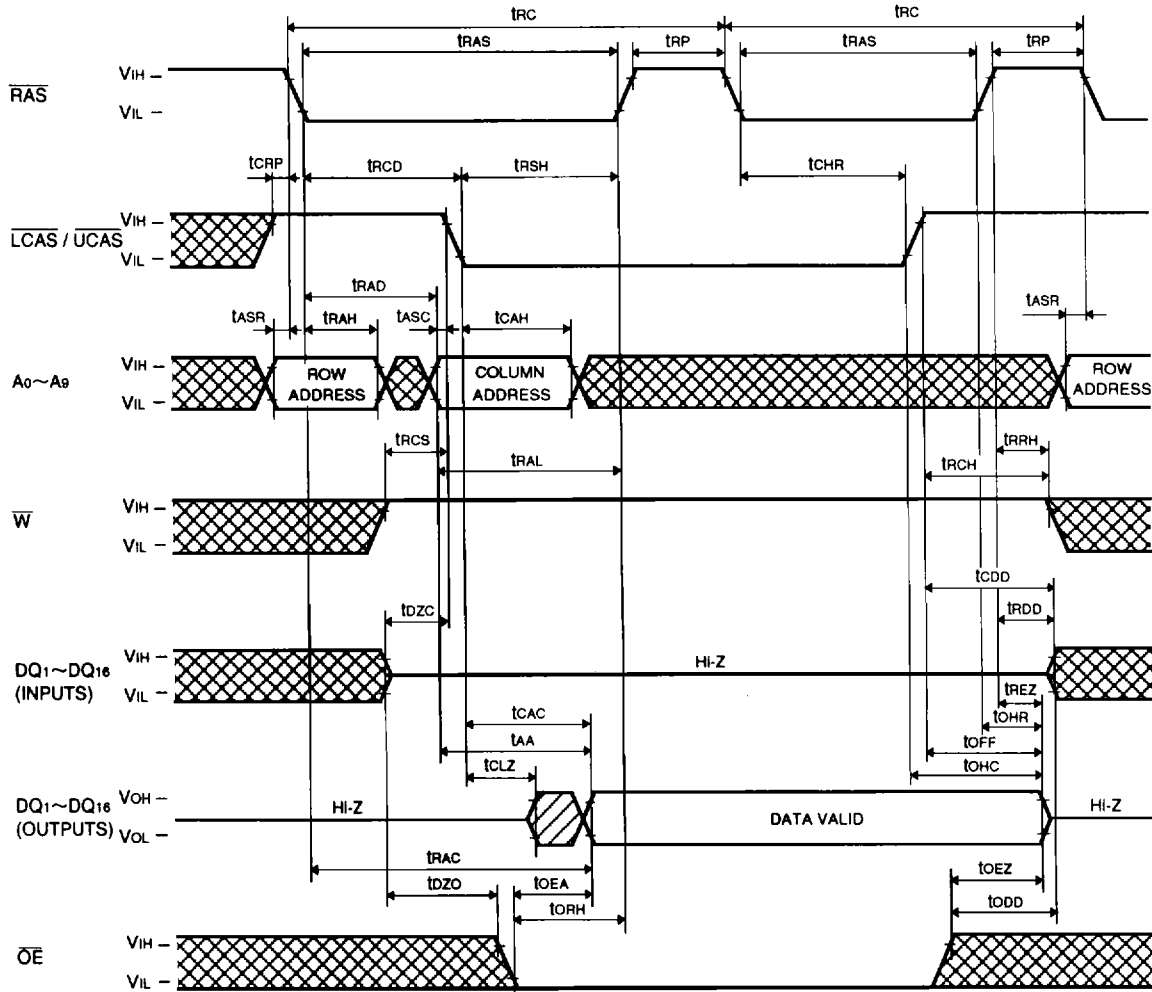 tRC tRC
tRAS tRP tRAS tRP
RAS VIH
VIL
tCRP tRCD tRSH tCHR
LCAS / UCAS VIH
VIL
tRAD
tASR tRAH tASC tCAH tASR
A0~A9 VIH
VIL
ROW ADDRESS
COLUMN ADDRESS
ROW ADDRESS
tRCS tRAL tRCH tRRH
W VIH
VIL
tCDD
tDZC tRDD
DQ1~DQ16 (INPUTS) VIH
VIL
Hi-Z
tREZ
tCAC tOHR
tAA tOFF
tCLZ tOHC
DQ1~DQ16 (OUTPUTS) VOH
VOL
Hi-Z DATA VALID Hi-Z
tRAC
tDZO tOEA tOEZ
tORH tODD
OE VIH
VIL